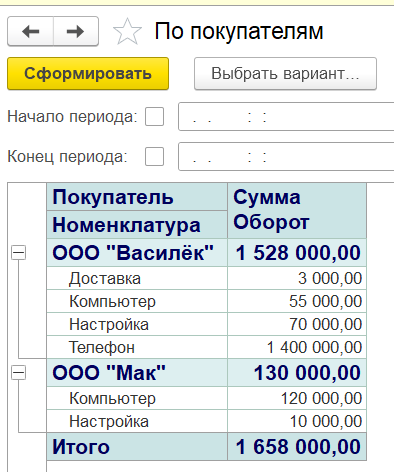 По покупателям
Сформировать Выбрать вариант...
Начало периода: . . : :
Конец периода: . . : :
Покупатель Сумма
Номенклатура Оборот
ООО "Василёк" 1 528 000,00
Доставка 3 000,00
Компьютер 55 000,00
Настройка 70 000,00
Телефон 1 400 000,00
ООО "Мак" 130 000,00
Компьютер 120 000,00
Настройка 10 000,00
Итого 1 658 000,00